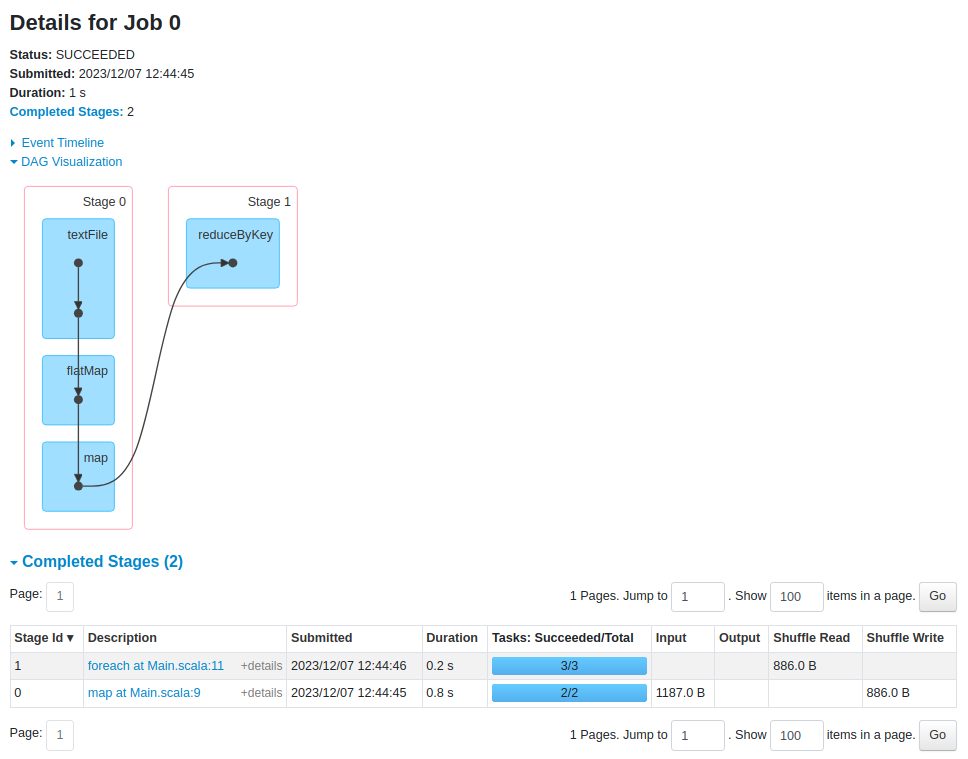 Details for Job 0
Status: SUCCEEDED
Submitted: 2023/12/07 12:44:45
Duration: 1 s
Completed Stages: 2
Event Timeline
DAG Visualization
Stage 0
textFile
flatMap
map
Stage 1
reduceByKey
Completed Stages (2)
Page: 1
1 Pages. Jump to 1 . Show 100 items in a page. Go
Stage Id ▾ Description Submitted Duration Tasks: Succeeded/Total Input Output Shuffle Read Shuffle Write
1 foreach at Main.scala:11 +details 2023/12/07 12:44:46 0.2 s 3/3 886.0 B
0 map at Main.scala:9 +details 2023/12/07 12:44:45 0.8 s 2/2 1187.0 B 886.0 B
Page: 1
1 Pages. Jump to 1 . Show 100 items in a page. Go